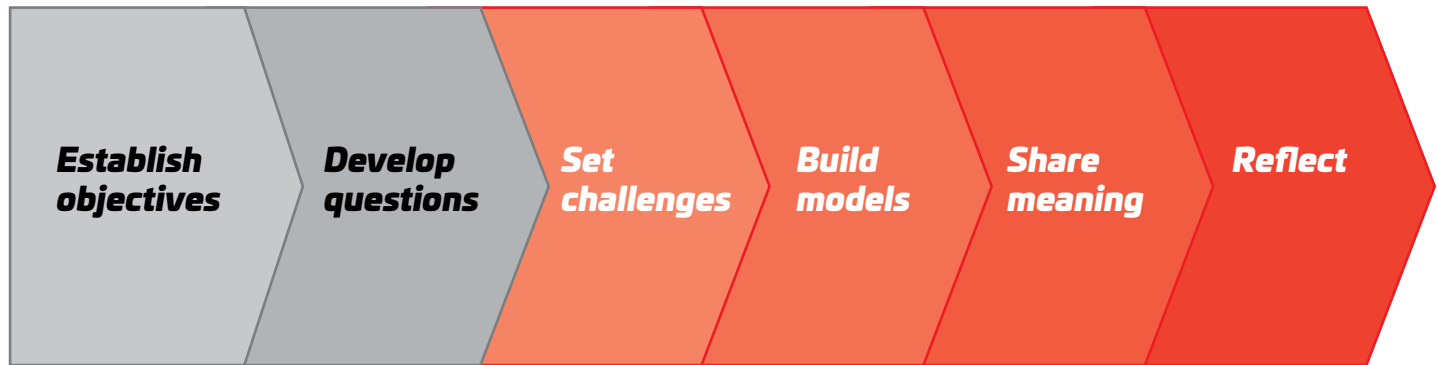 Establish
objectives
Develop
questions
Set
challenges
Build
models
Share
meaning
Reflect